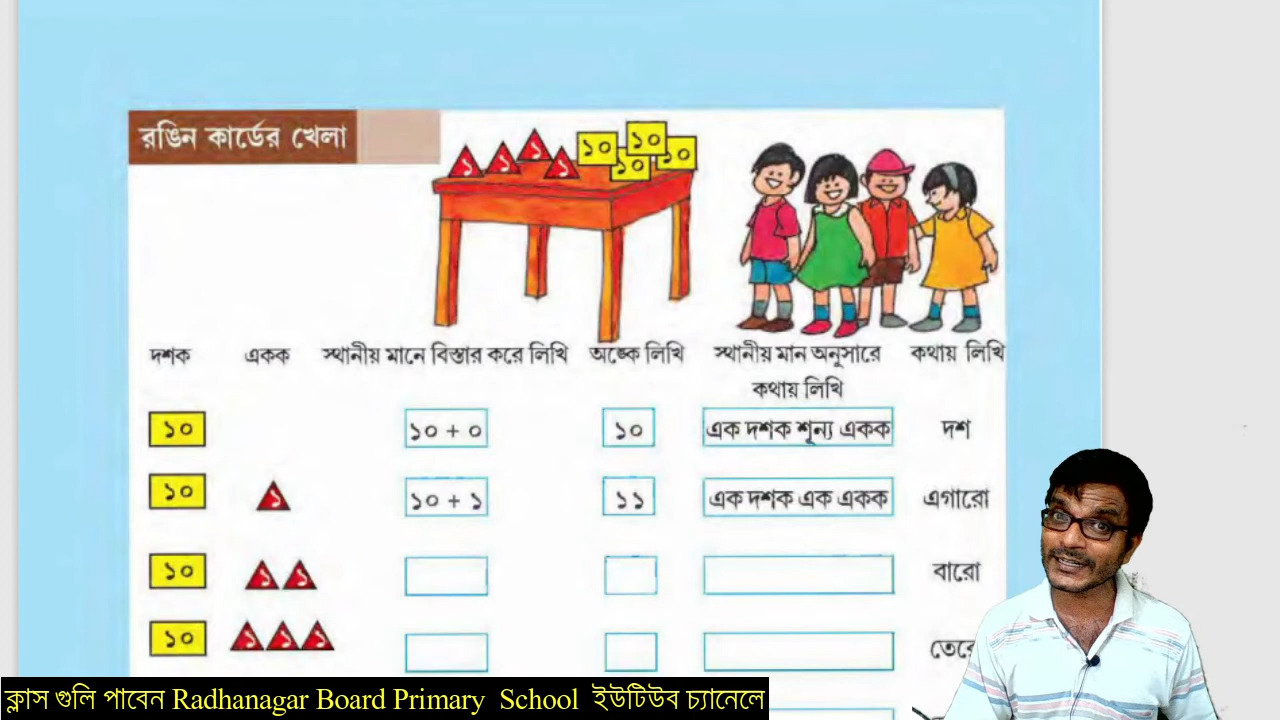 রঙিন কার্ডের খেলা
১ ১ ১ ১ ১০ ১০ ১০ ১০
দশক একক স্থানীয় মানে বিস্তার করে লিখি অঙ্কে লিখি স্থানীয় মান অনুসারে কথায় লিখি কথায় লিখি
১০ ১০ + ০ ১০ এক দশক শূন্য একক দশ
১০ ১ ১০ + ১ ১১ এক দশক এক একক এগারো
১০ ১ ১ বারো
১০ ১ ১ ১
ক্লাস গুলি পাবেন Radhanagar Board Primary School ইউটিউব চ্যানেলে